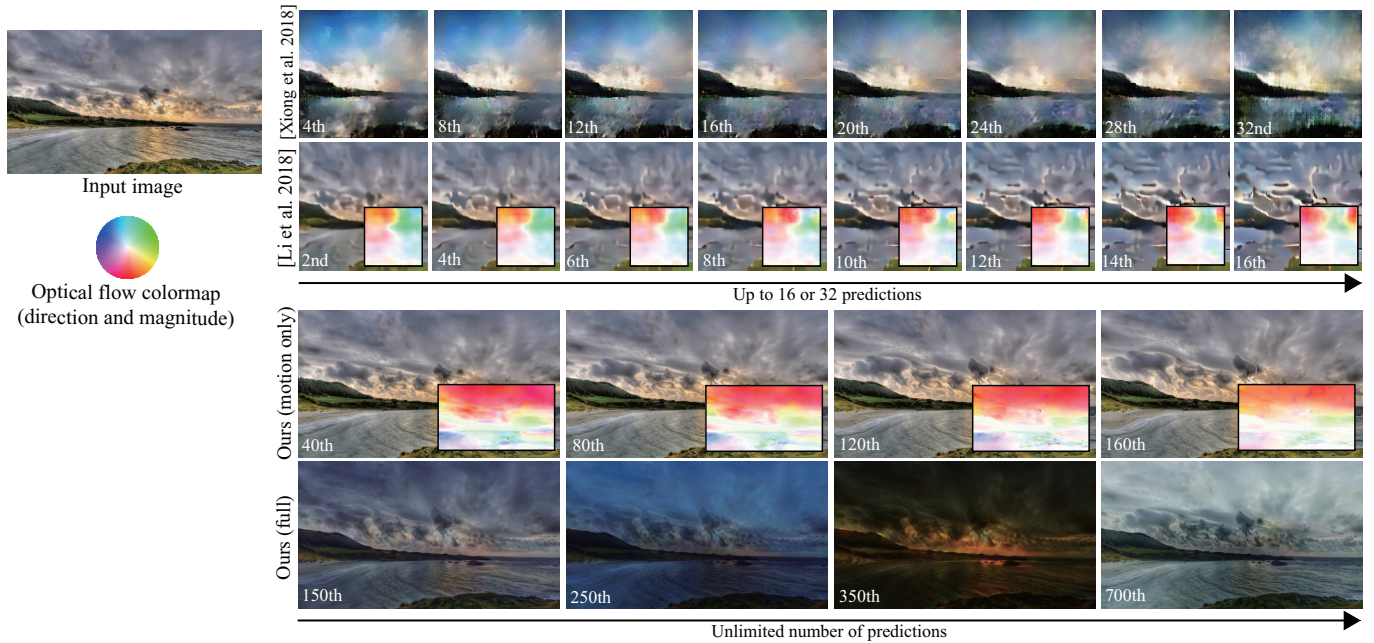 Input image
Optical flow colormap
(direction and magnitude)
[Xiong et al. 2018]
4th
8th
12th
16th
20th
24th
28th
32nd
[Li et al. 2018]
2nd
4th
6th
8th
10th
12th
14th
16th
Up to 16 or 32 predictions
Ours (motion only)
40th
80th
120th
160th
Ours (full)
150th
250th
350th
700th
Unlimited number of predictions